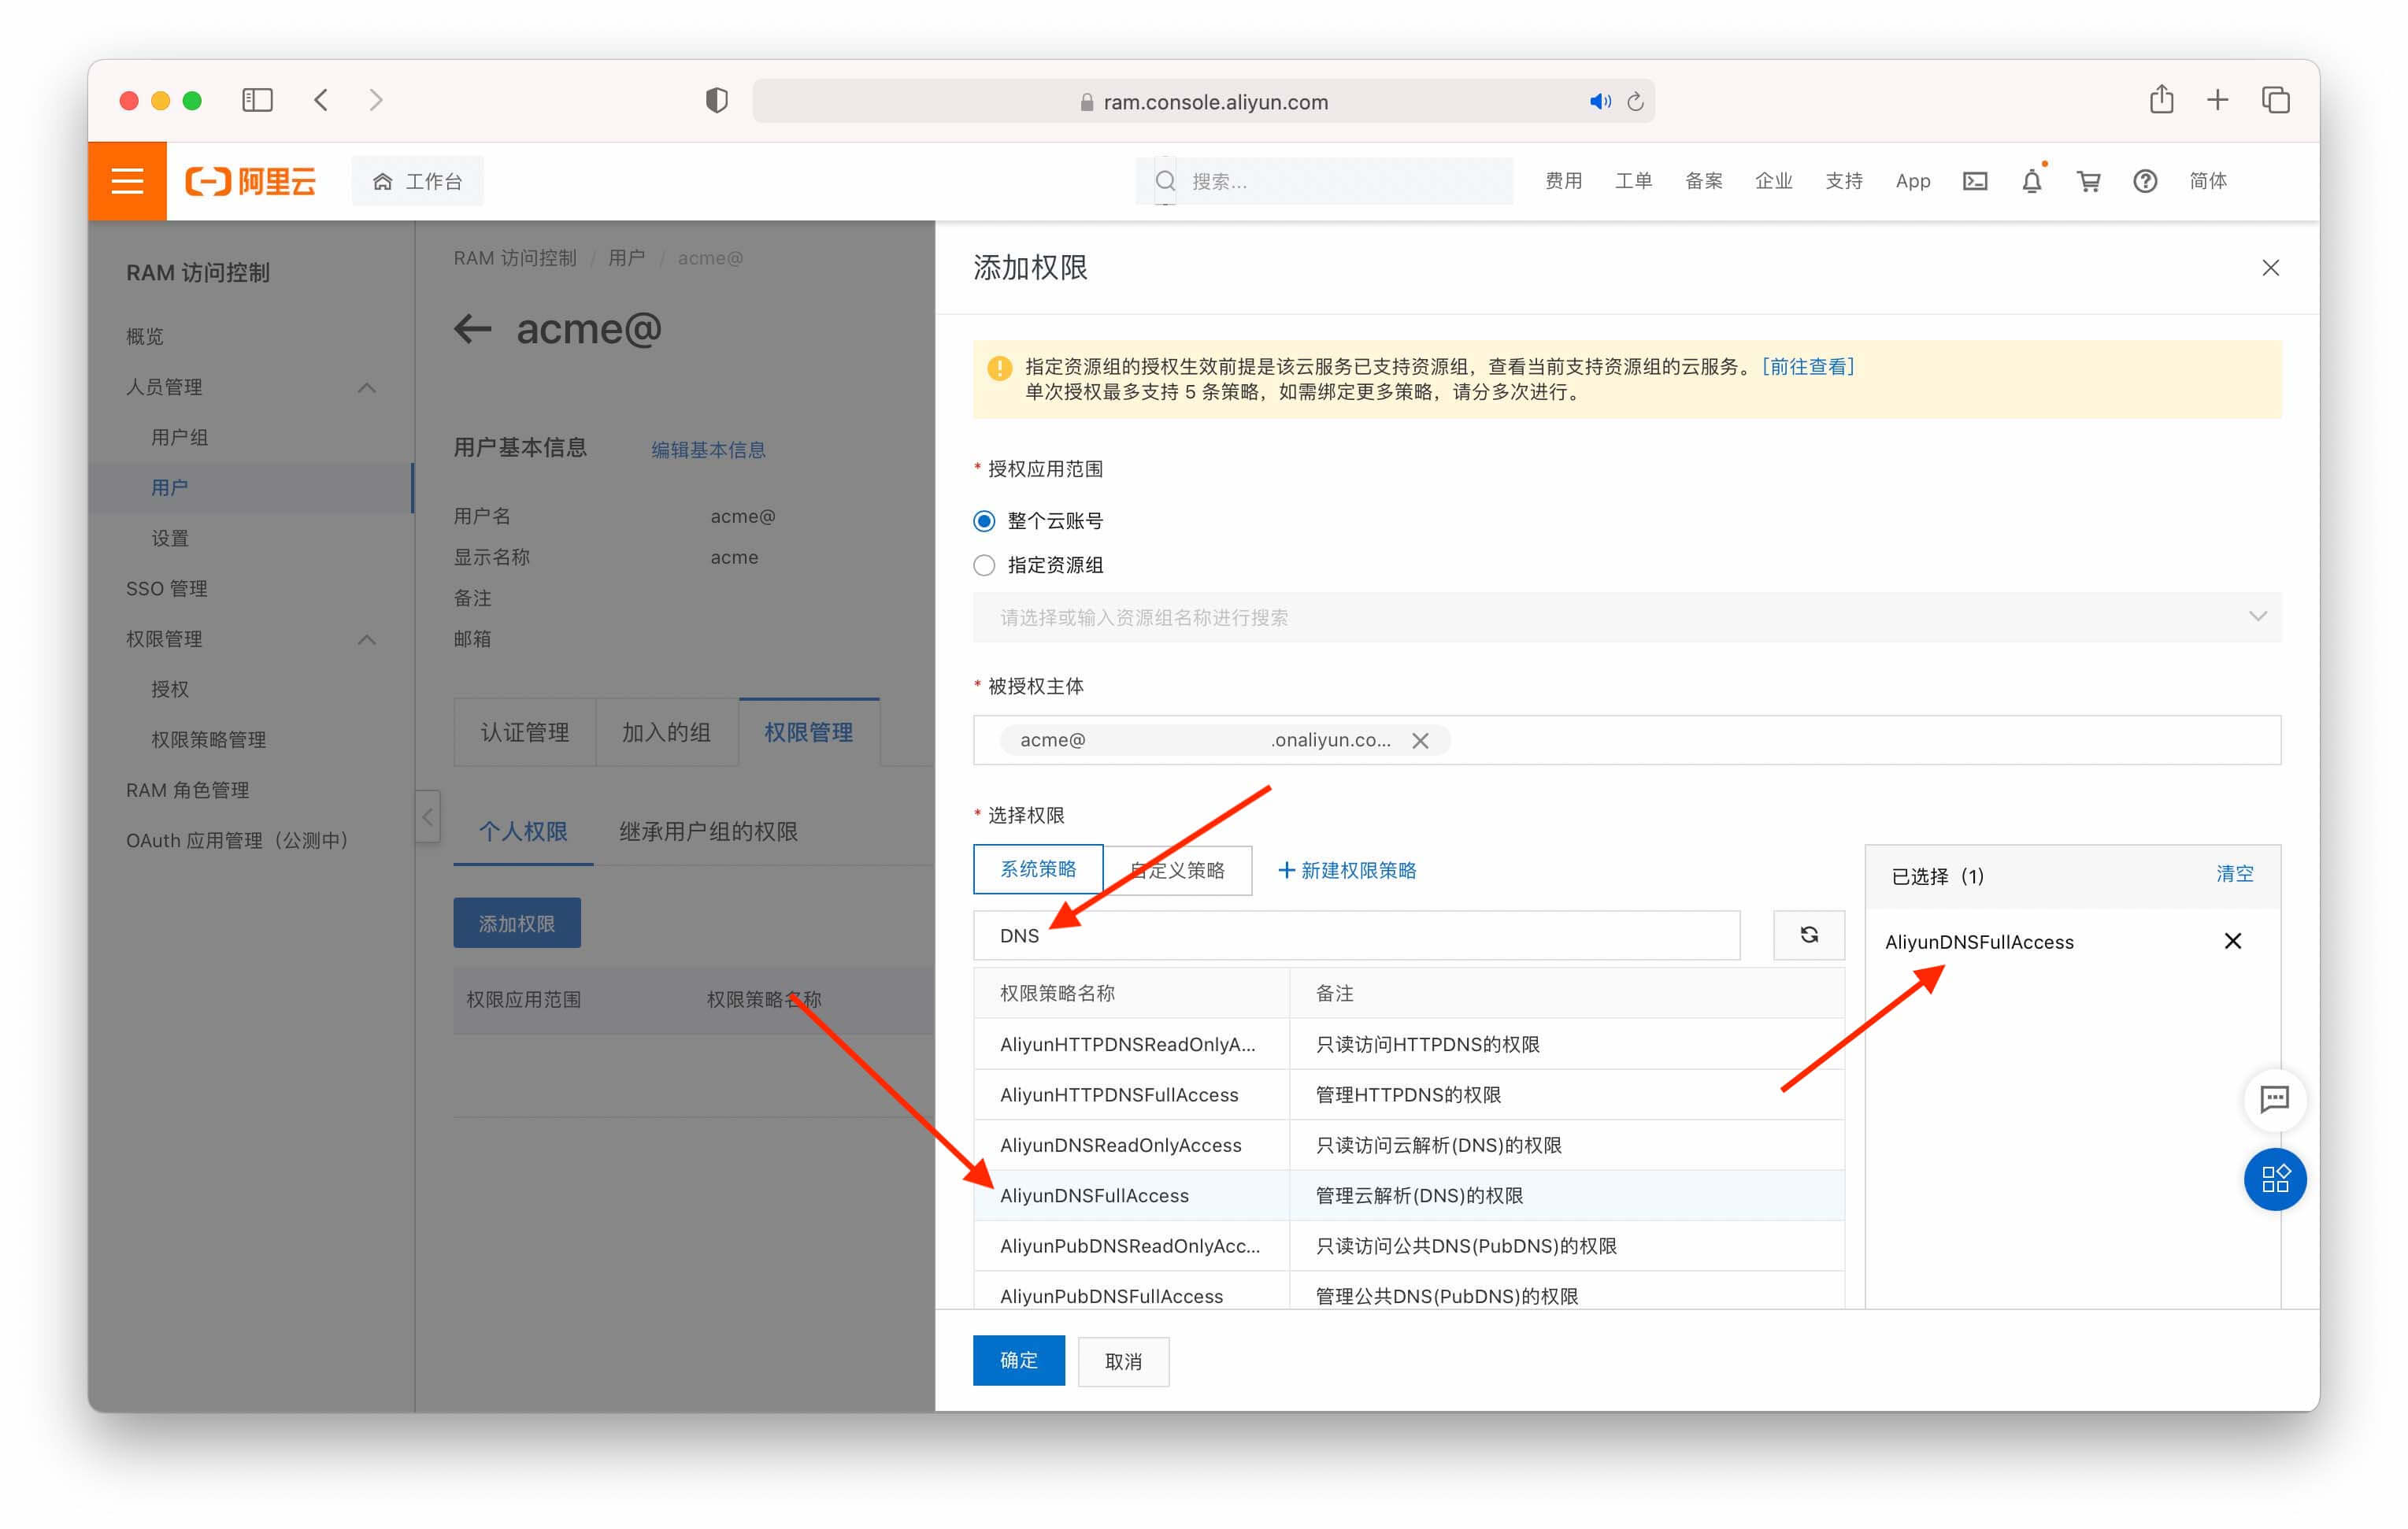 ram.console.aliyun.com
阿里云
工作台
搜索...
费用
工单
备案
企业
支持
App
简体
RAM 访问控制
概览
人员管理
用户组
用户
设置
SSO 管理
权限管理
授权
权限策略管理
RAM 角色管理
OAuth 应用管理（公测中）
RAM 访问控制 / 用户 / acme@
acme@
用户基本信息
编辑基本信息
用户名 acme@
显示名称 acme
备注
邮箱
认证管理
加入的组
权限管理
个人权限
继承用户组的权限
添加权限
权限应用范围
权限策略名称
添加权限
指定资源组的授权生效前提是该云服务已支持资源组，查看当前支持资源组的云服务。[前往查看]
单次授权最多支持 5 条策略，如需绑定更多策略，请分多次进行。
* 授权应用范围
整个云账号
指定资源组
请选择或输入资源组名称进行搜索
* 被授权主体
acme@ .onaliyun.co...
* 选择权限
系统策略
自定义策略
+ 新建权限策略
DNS
权限策略名称 备注
AliyunHTTPDNSReadOnlyA... 只读访问HTTPDNS的权限
AliyunHTTPDNSFullAccess 管理HTTPDNS的权限
AliyunDNSReadOnlyAccess 只读访问云解析(DNS)的权限
AliyunDNSFullAccess 管理云解析(DNS)的权限
AliyunPubDNSReadOnlyAcc... 只读访问公共DNS(PubDNS)的权限
AliyunPubDNSFullAccess 管理公共DNS(PubDNS)的权限
已选择（1）
清空
AliyunDNSFullAccess
确定
取消